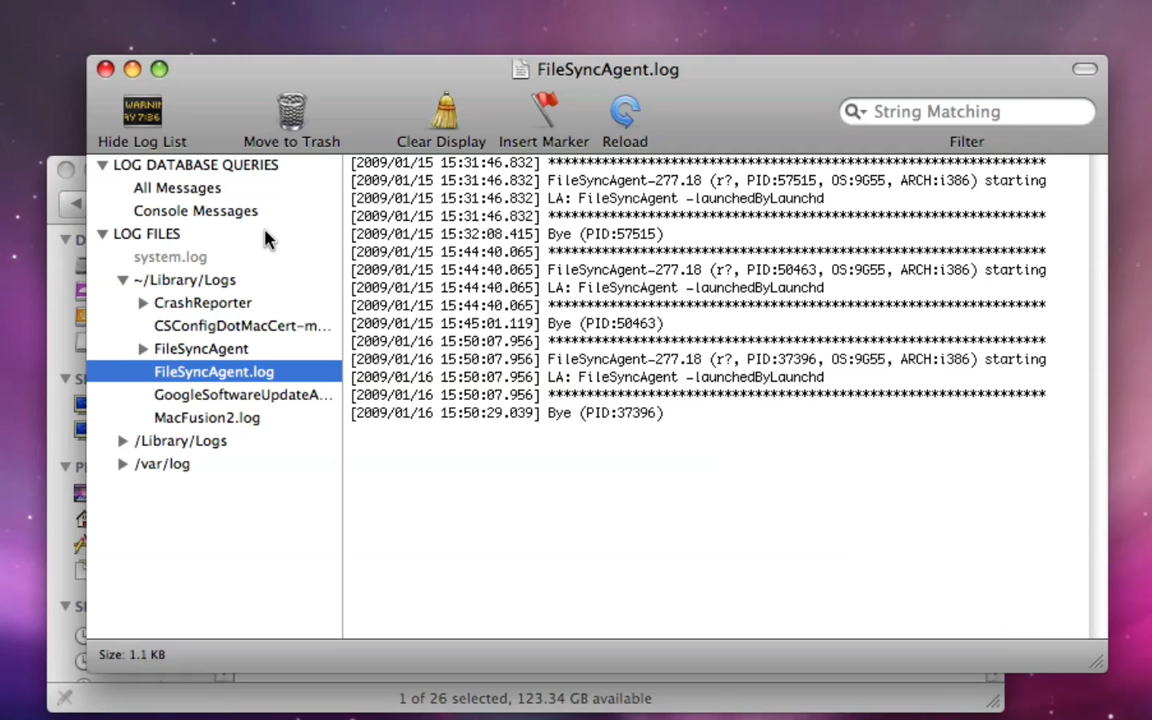 FileSyncAgent.log
WARNIN
AY 7:36
Hide Log List
Move to Trash
Clear Display
Insert Marker
Reload
String Matching
Filter
LOG DATABASE QUERIES
All Messages
Console Messages
LOG FILES
system.log
~/Library/Logs
CrashReporter
CSConfigDotMacCert-m...
FileSyncAgent
FileSyncAgent.log
GoogleSoftwareUpdateA...
MacFusion2.log
/Library/Logs
/var/log
[2009/01/15 15:31:46.832] ******************************************************************
[2009/01/15 15:31:46.832] FileSyncAgent-277.18 (r?, PID:57515, OS:9G55, ARCH:i386) starting
[2009/01/15 15:31:46.832] LA: FileSyncAgent -launchedByLaunchd
[2009/01/15 15:31:46.832] ******************************************************************
[2009/01/15 15:32:08.415] Bye (PID:57515)
[2009/01/15 15:44:40.065] ******************************************************************
[2009/01/15 15:44:40.065] FileSyncAgent-277.18 (r?, PID:50463, OS:9G55, ARCH:i386) starting
[2009/01/15 15:44:40.065] LA: FileSyncAgent -launchedByLaunchd
[2009/01/15 15:44:40.065] ******************************************************************
[2009/01/15 15:45:01.119] Bye (PID:50463)
[2009/01/16 15:50:07.956] ******************************************************************
[2009/01/16 15:50:07.956] FileSyncAgent-277.18 (r?, PID:37396, OS:9G55, ARCH:i386) starting
[2009/01/16 15:50:07.956] LA: FileSyncAgent -launchedByLaunchd
[2009/01/16 15:50:07.956] ******************************************************************
[2009/01/16 15:50:29.039] Bye (PID:37396)
Size: 1.1 KB
1 of 26 selected, 123.34 GB available